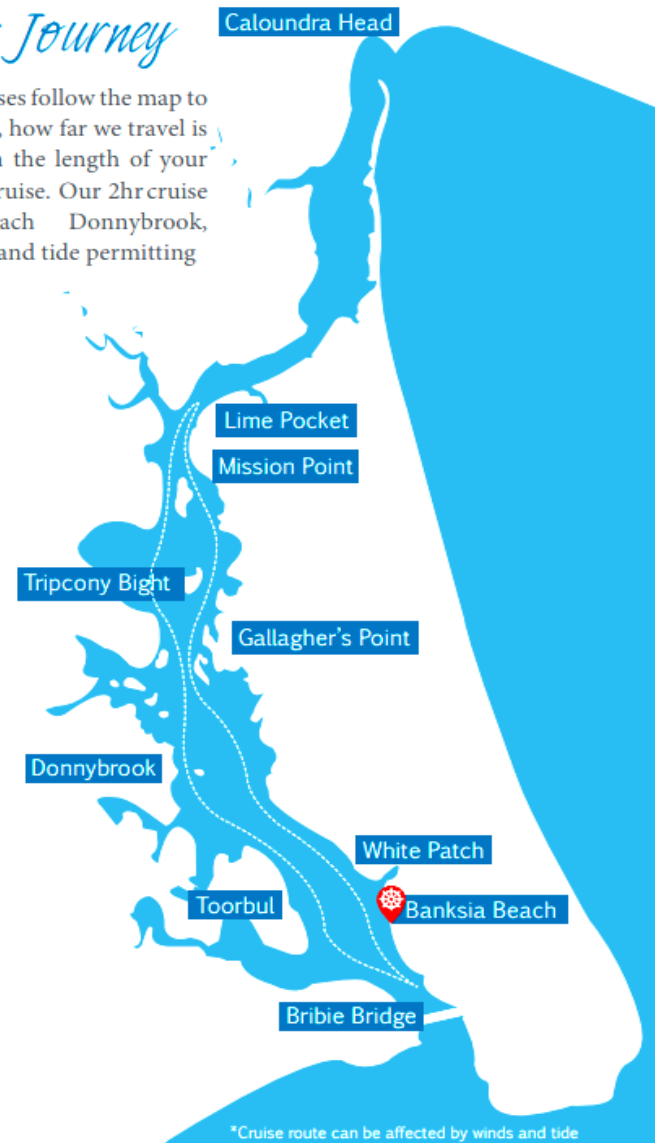 Journey
Caloundra Head
ses follow the map to
, how far we travel is
the length of your
ruise. Our 2hr cruise
ach Donnybrook,
and tide permitting
Lime Pocket
Mission Point
Tripcony Bight
Gallagher's Point
Donnybrook
White Patch
Toorbul
Banksia Beach
Bribie Bridge
*Cruise route can be affected by winds and tide